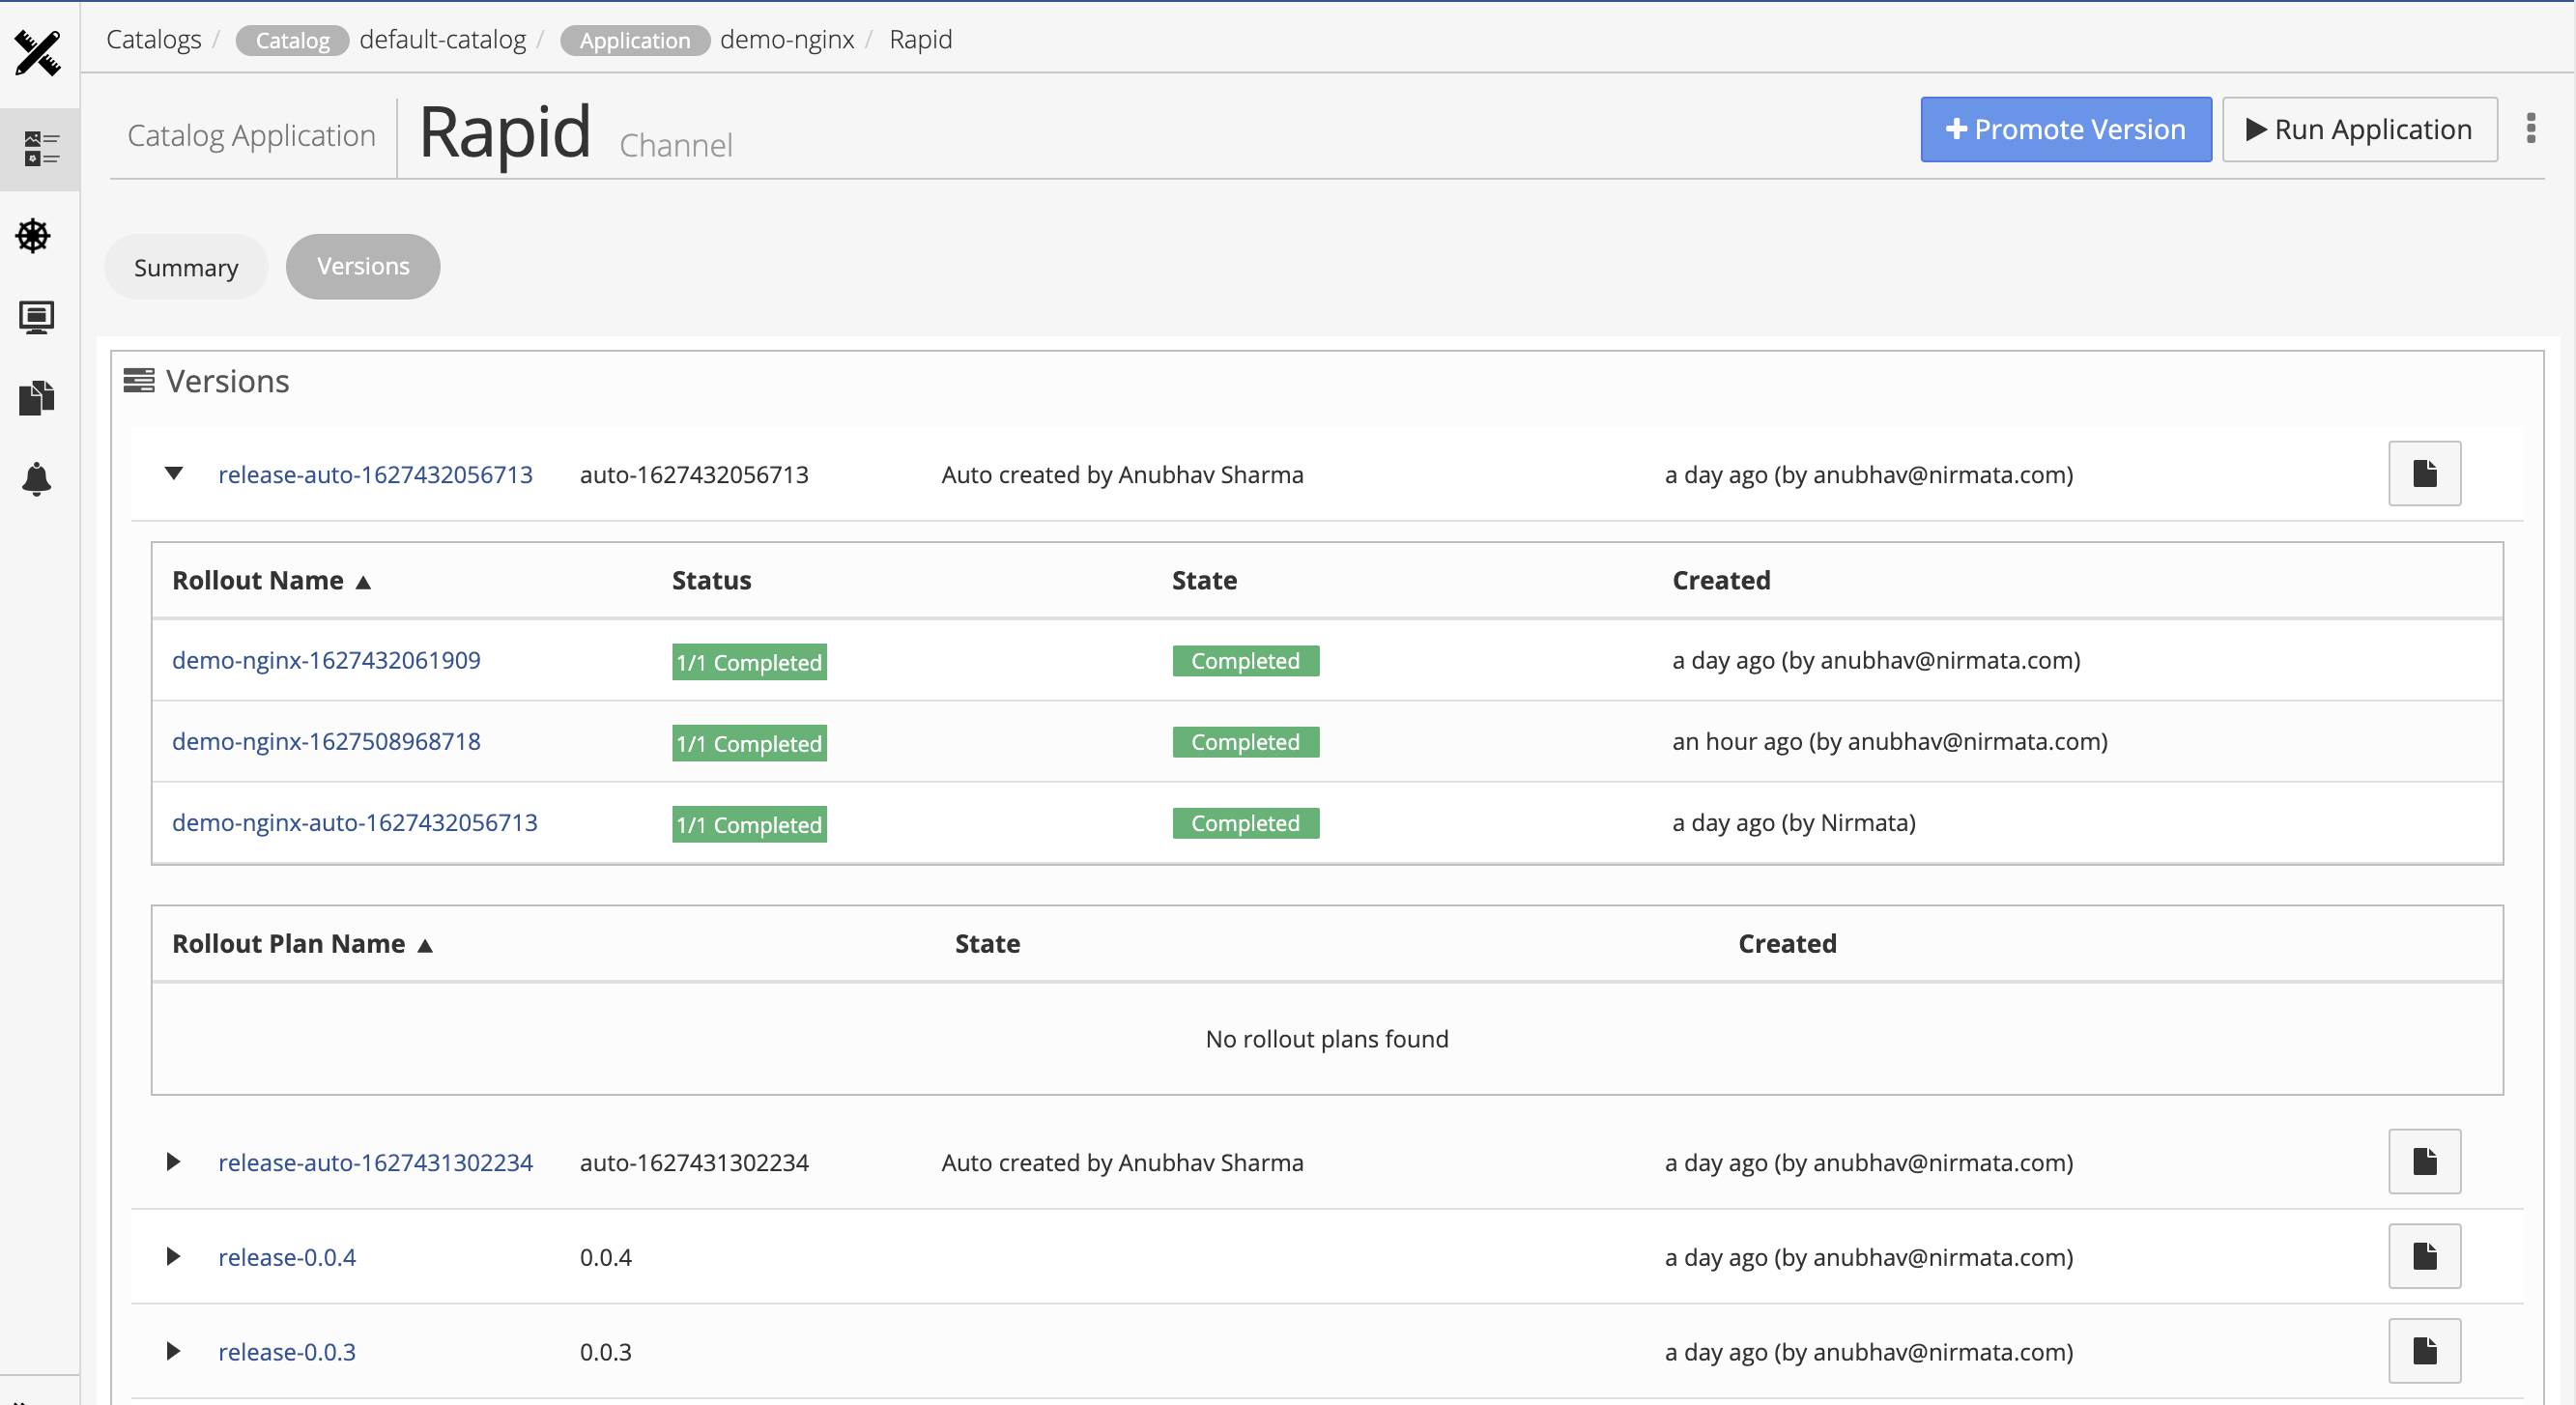 Catalogs / Catalog default-catalog / Application demo-nginx / Rapid
Catalog Application Rapid Channel
Promote Version Run Application
Summary Versions
Versions
release-auto-1627432056713 auto-1627432056713 Auto created by Anubhav Sharma a day ago (by anubhav@nirmata.com)
Rollout Name ▲ Status State Created
demo-nginx-1627432061909 1/1 Completed Completed a day ago (by anubhav@nirmata.com)
demo-nginx-1627508968718 1/1 Completed Completed an hour ago (by anubhav@nirmata.com)
demo-nginx-auto-1627432056713 1/1 Completed Completed a day ago (by Nirmata)
Rollout Plan Name ▲ State Created
No rollout plans found
release-auto-1627431302234 auto-1627431302234 Auto created by Anubhav Sharma a day ago (by anubhav@nirmata.com)
release-0.0.4 0.0.4 a day ago (by anubhav@nirmata.com)
release-0.0.3 0.0.3 a day ago (by anubhav@nirmata.com)